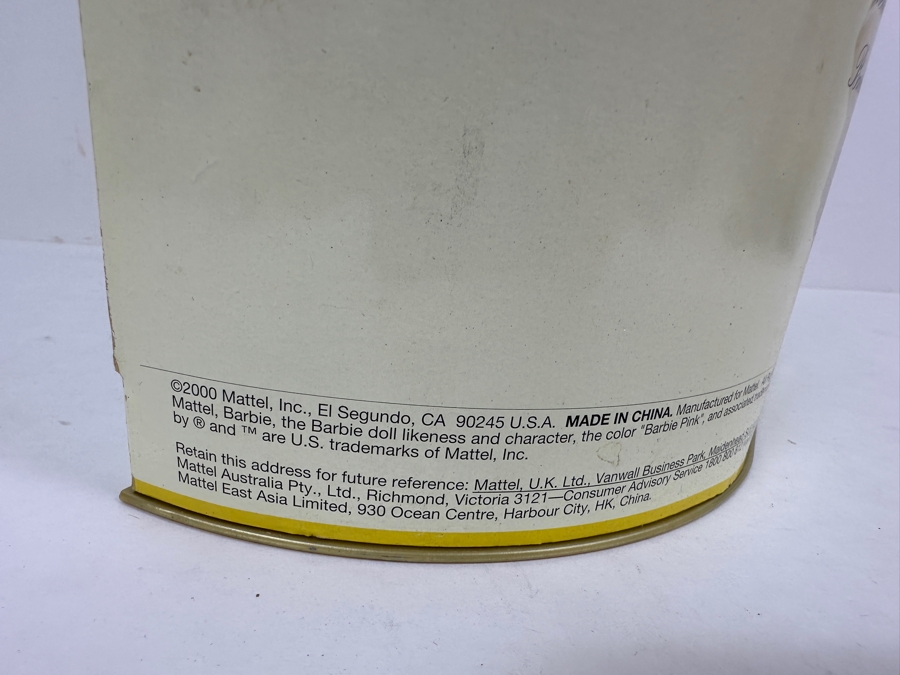 ©2000 Mattel, Inc., El Segundo, CA 90245 U.S.A. MADE IN CHINA. Manufactured for Mattel.
Mattel, Barbie, the Barbie doll likeness and character, the color "Barbie Pink", and associated
by ® and ™ are U.S. trademarks of Mattel, Inc.
Retain this address for future reference: Mattel, U.K. Ltd., Vanwall Business Park, Maidenhead
Mattel Australia Pty., Ltd., Richmond, Victoria 3121—Consumer Advisory Service 1800 800
Mattel East Asia Limited, 930 Ocean Centre, Harbour City, HK, China.